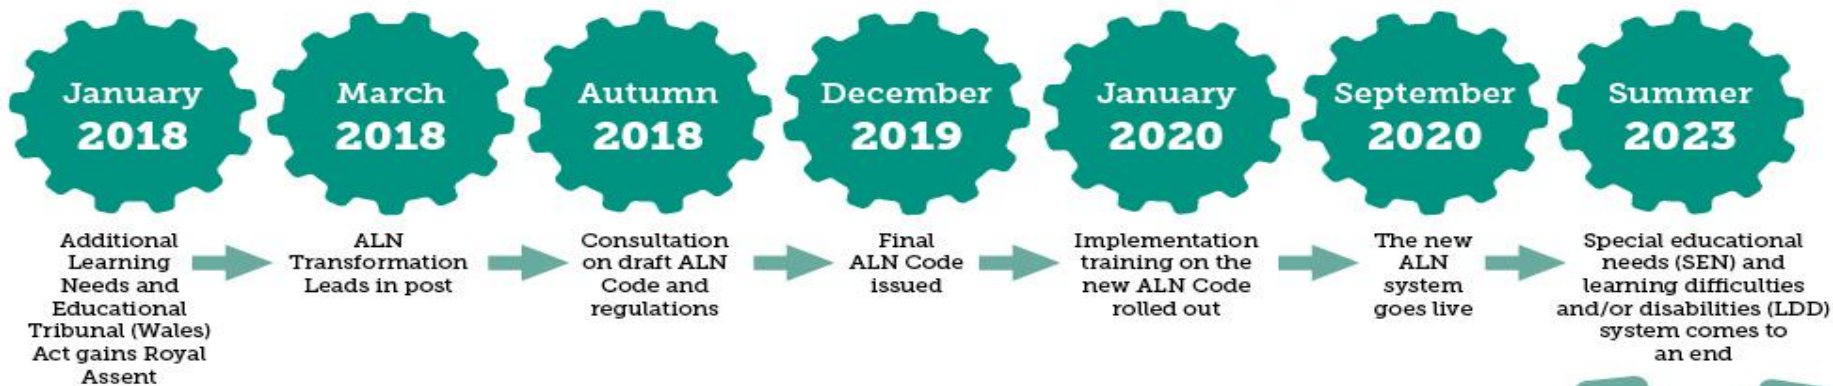 January
2018
March
2018
Autumn
2018
December
2019
January
2020
September
2020
Summer
2023
Additional
Learning
Needs and
Educational
Tribunal (Wales)
Act gains Royal
Assent
ALN
Transformation
Leads in post
Consultation
on draft ALN
Code and
regulations
Final
ALN Code
issued
Implementation
training on the
new ALN Code
rolled out
The new
ALN
system
goes live
Special educational
needs (SEN) and
learning difficulties
and/or disabilities (LDD)
system comes to
an end